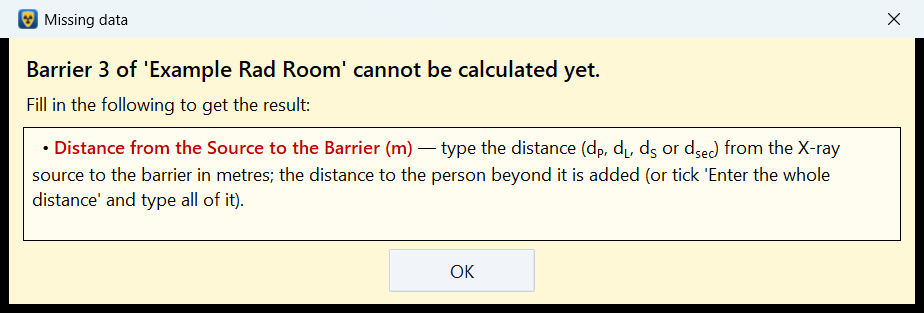 Missing data
Barrier 3 of 'Example Rad Room' cannot be calculated yet.
Fill in the following to get the result:
• Distance from the Source to the Barrier (m) — type the distance (dP, dL, dS or dsec) from the X-ray
source to the barrier in metres; the distance to the person beyond it is added (or tick 'Enter the whole
distance' and type all of it).
OK